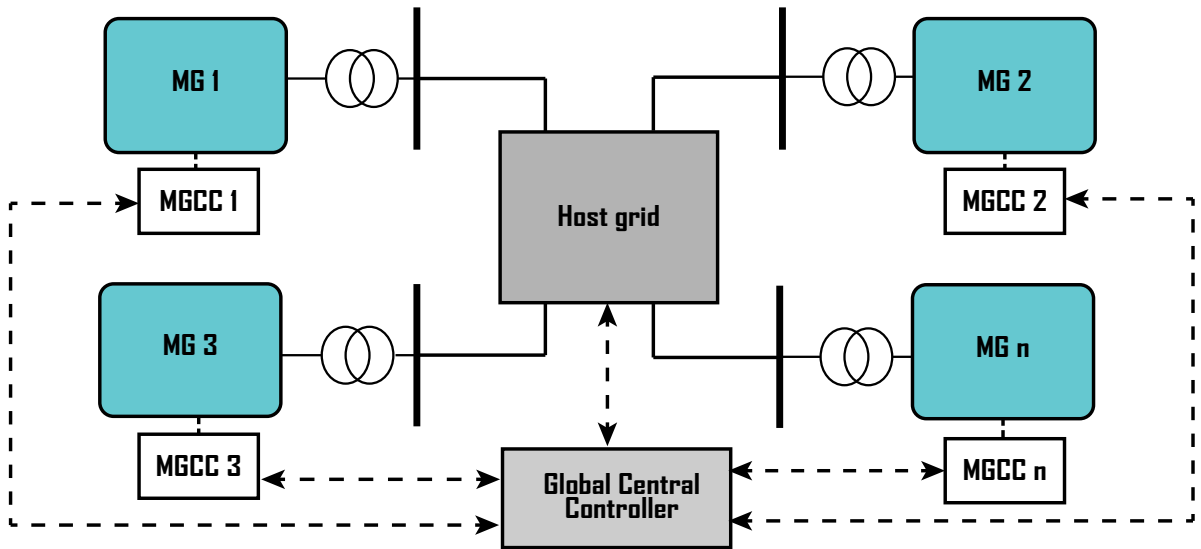 MG 1
MG 2
MGCC 1
MGCC 2
Host grid
MG 3
MG n
MGCC 3
MGCC n
Global Central
Controller